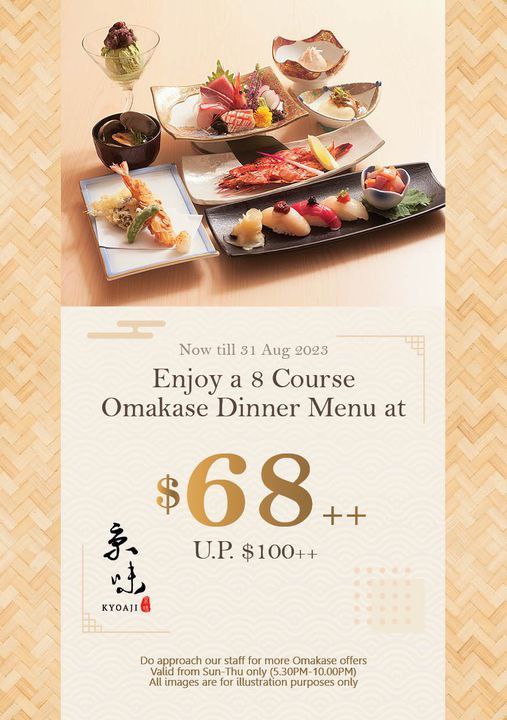 Now till 31 Aug 2023
Enjoy a 8 Course
Omakase Dinner Menu at
$68++
U.P. $100++
京味
KYOAJI
Do approach our staff for more Omakase offers
Valid from Sun-Thu only (5.30PM-10.00PM)
All images are for illustration purposes only